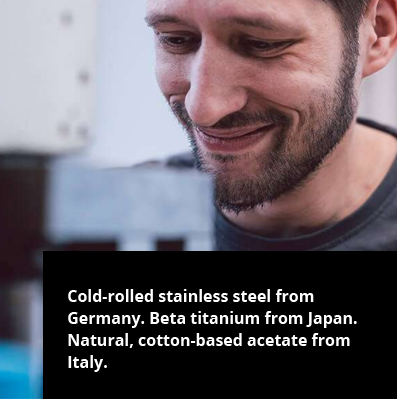 Cold-rolled stainless steel from
Germany. Beta titanium from Japan.
Natural, cotton-based acetate from
Italy.